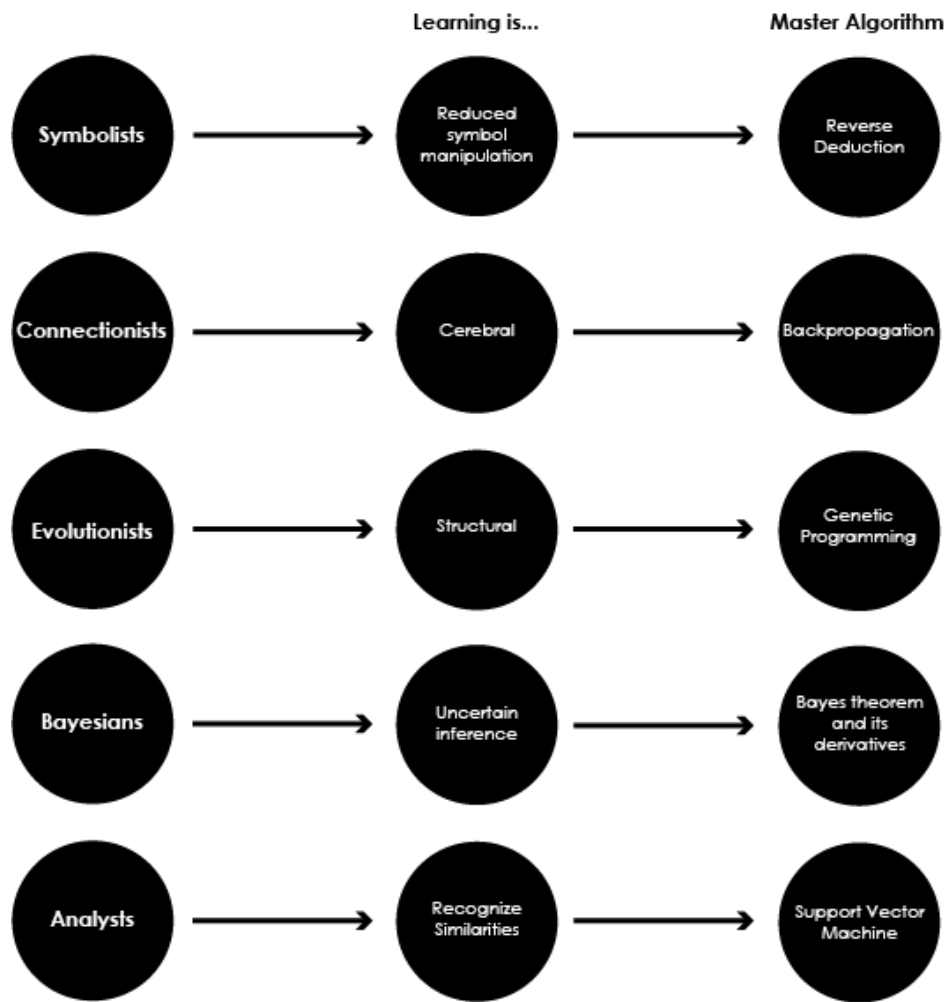 Learning is...
Master Algorithm
Symbolists
Reduced
symbol
manipulation
Reverse
Deduction
Connectionists
Cerebral
Backpropagation
Evolutionists
Structural
Genetic
Programming
Bayesians
Uncertain
inference
Bayes theorem
and its
derivatives
Analysts
Recognize
Similarities
Support Vector
Machine